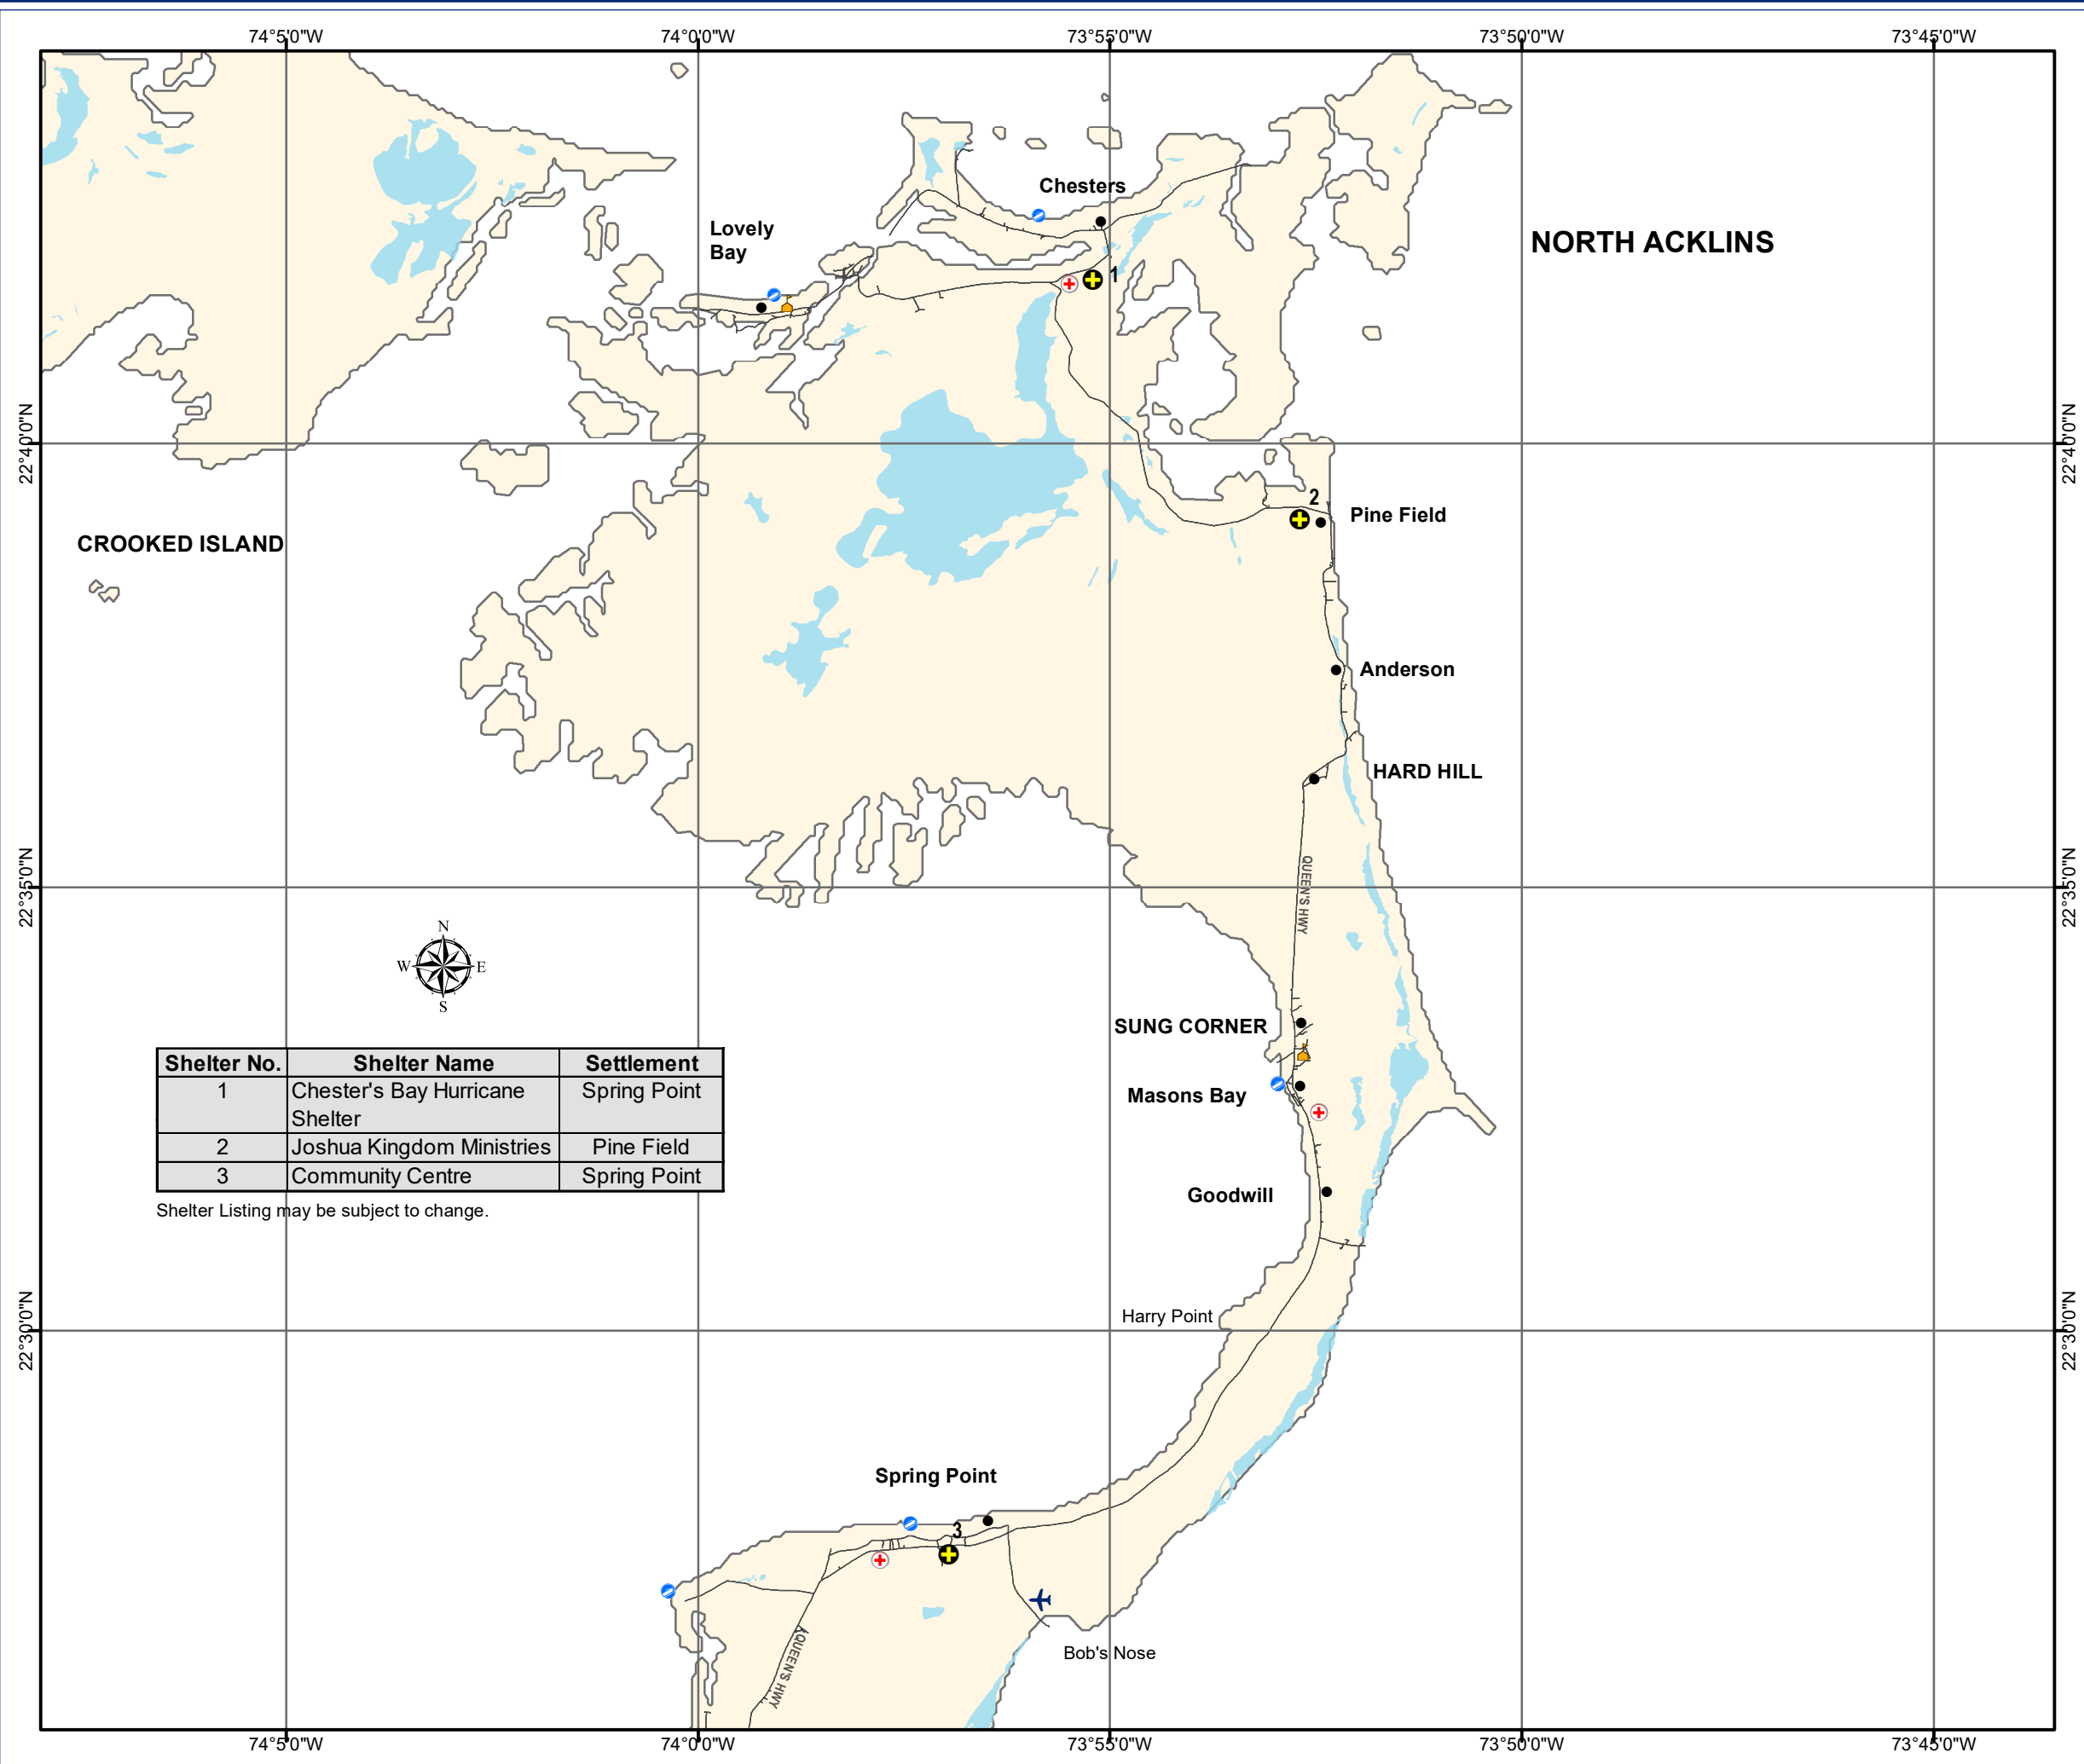 74°5'0"W 74°0'0"W 73°55'0"W 73°50'0"W 73°45'0"W
Chesters
Lovely
Bay
NORTH ACKLINS
1
22°40'0"N 22°40'0"N
2
Pine Field
CROOKED ISLAND
Anderson
HARD HILL
QUEEN'S HWY
22°35'0"N 22°35'0"N
N
W E
S
SUNG CORNER
Masons Bay
Shelter No. Shelter Name Settlement
1 Chester's Bay Hurricane Spring Point
Shelter
2 Joshua Kingdom Ministries Pine Field
3 Community Centre Spring Point
Shelter Listing may be subject to change.
Goodwill
Harry Point
22°30'0"N 22°30'0"N
Spring Point
3
Bob's Nose
QUEEN'S HWY
74°5'0"W 74°0'0"W 73°55'0"W 73°50'0"W 73°45'0"W